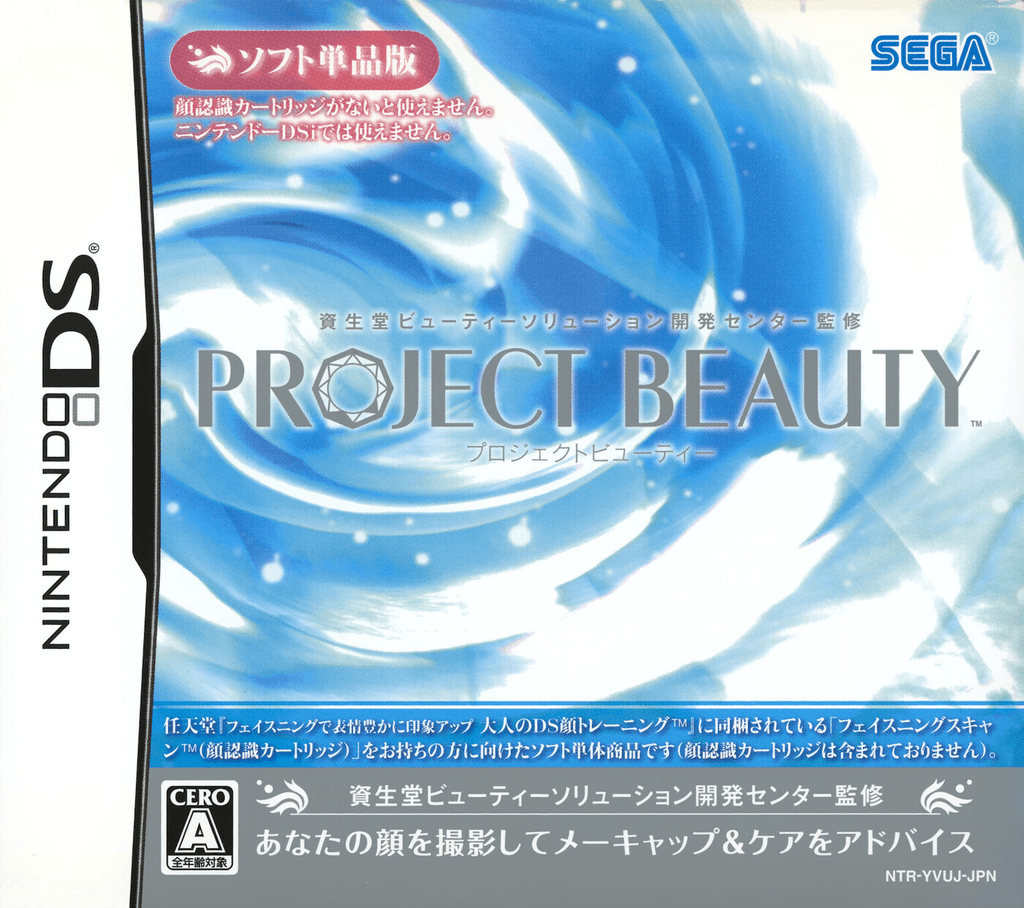 ソフト単品版
SEGA®
顔認識カートリッジがないと使えません。
ニンテンドーDSiでは使えません。
NINTENDO DS®
資生堂ビューティーソリューション開発センター監修
PROJECT BEAUTY™
プロジェクトビューティー
任天堂『フェイスニングで表情豊かに印象アップ 大人のDS顔トレーニング™』に同梱されている「フェイスニングスキャ
ン™(顔認識カートリッジ)」をお持ちの方に向けたソフト単体商品です(顔認識カートリッジは含まれておりません)。
CERO
A
全年齢対象
資生堂ビューティーソリューション開発センター監修
あなたの顔を撮影してメーキャップ&ケアをアドバイス
NTR-YVUJ-JPN